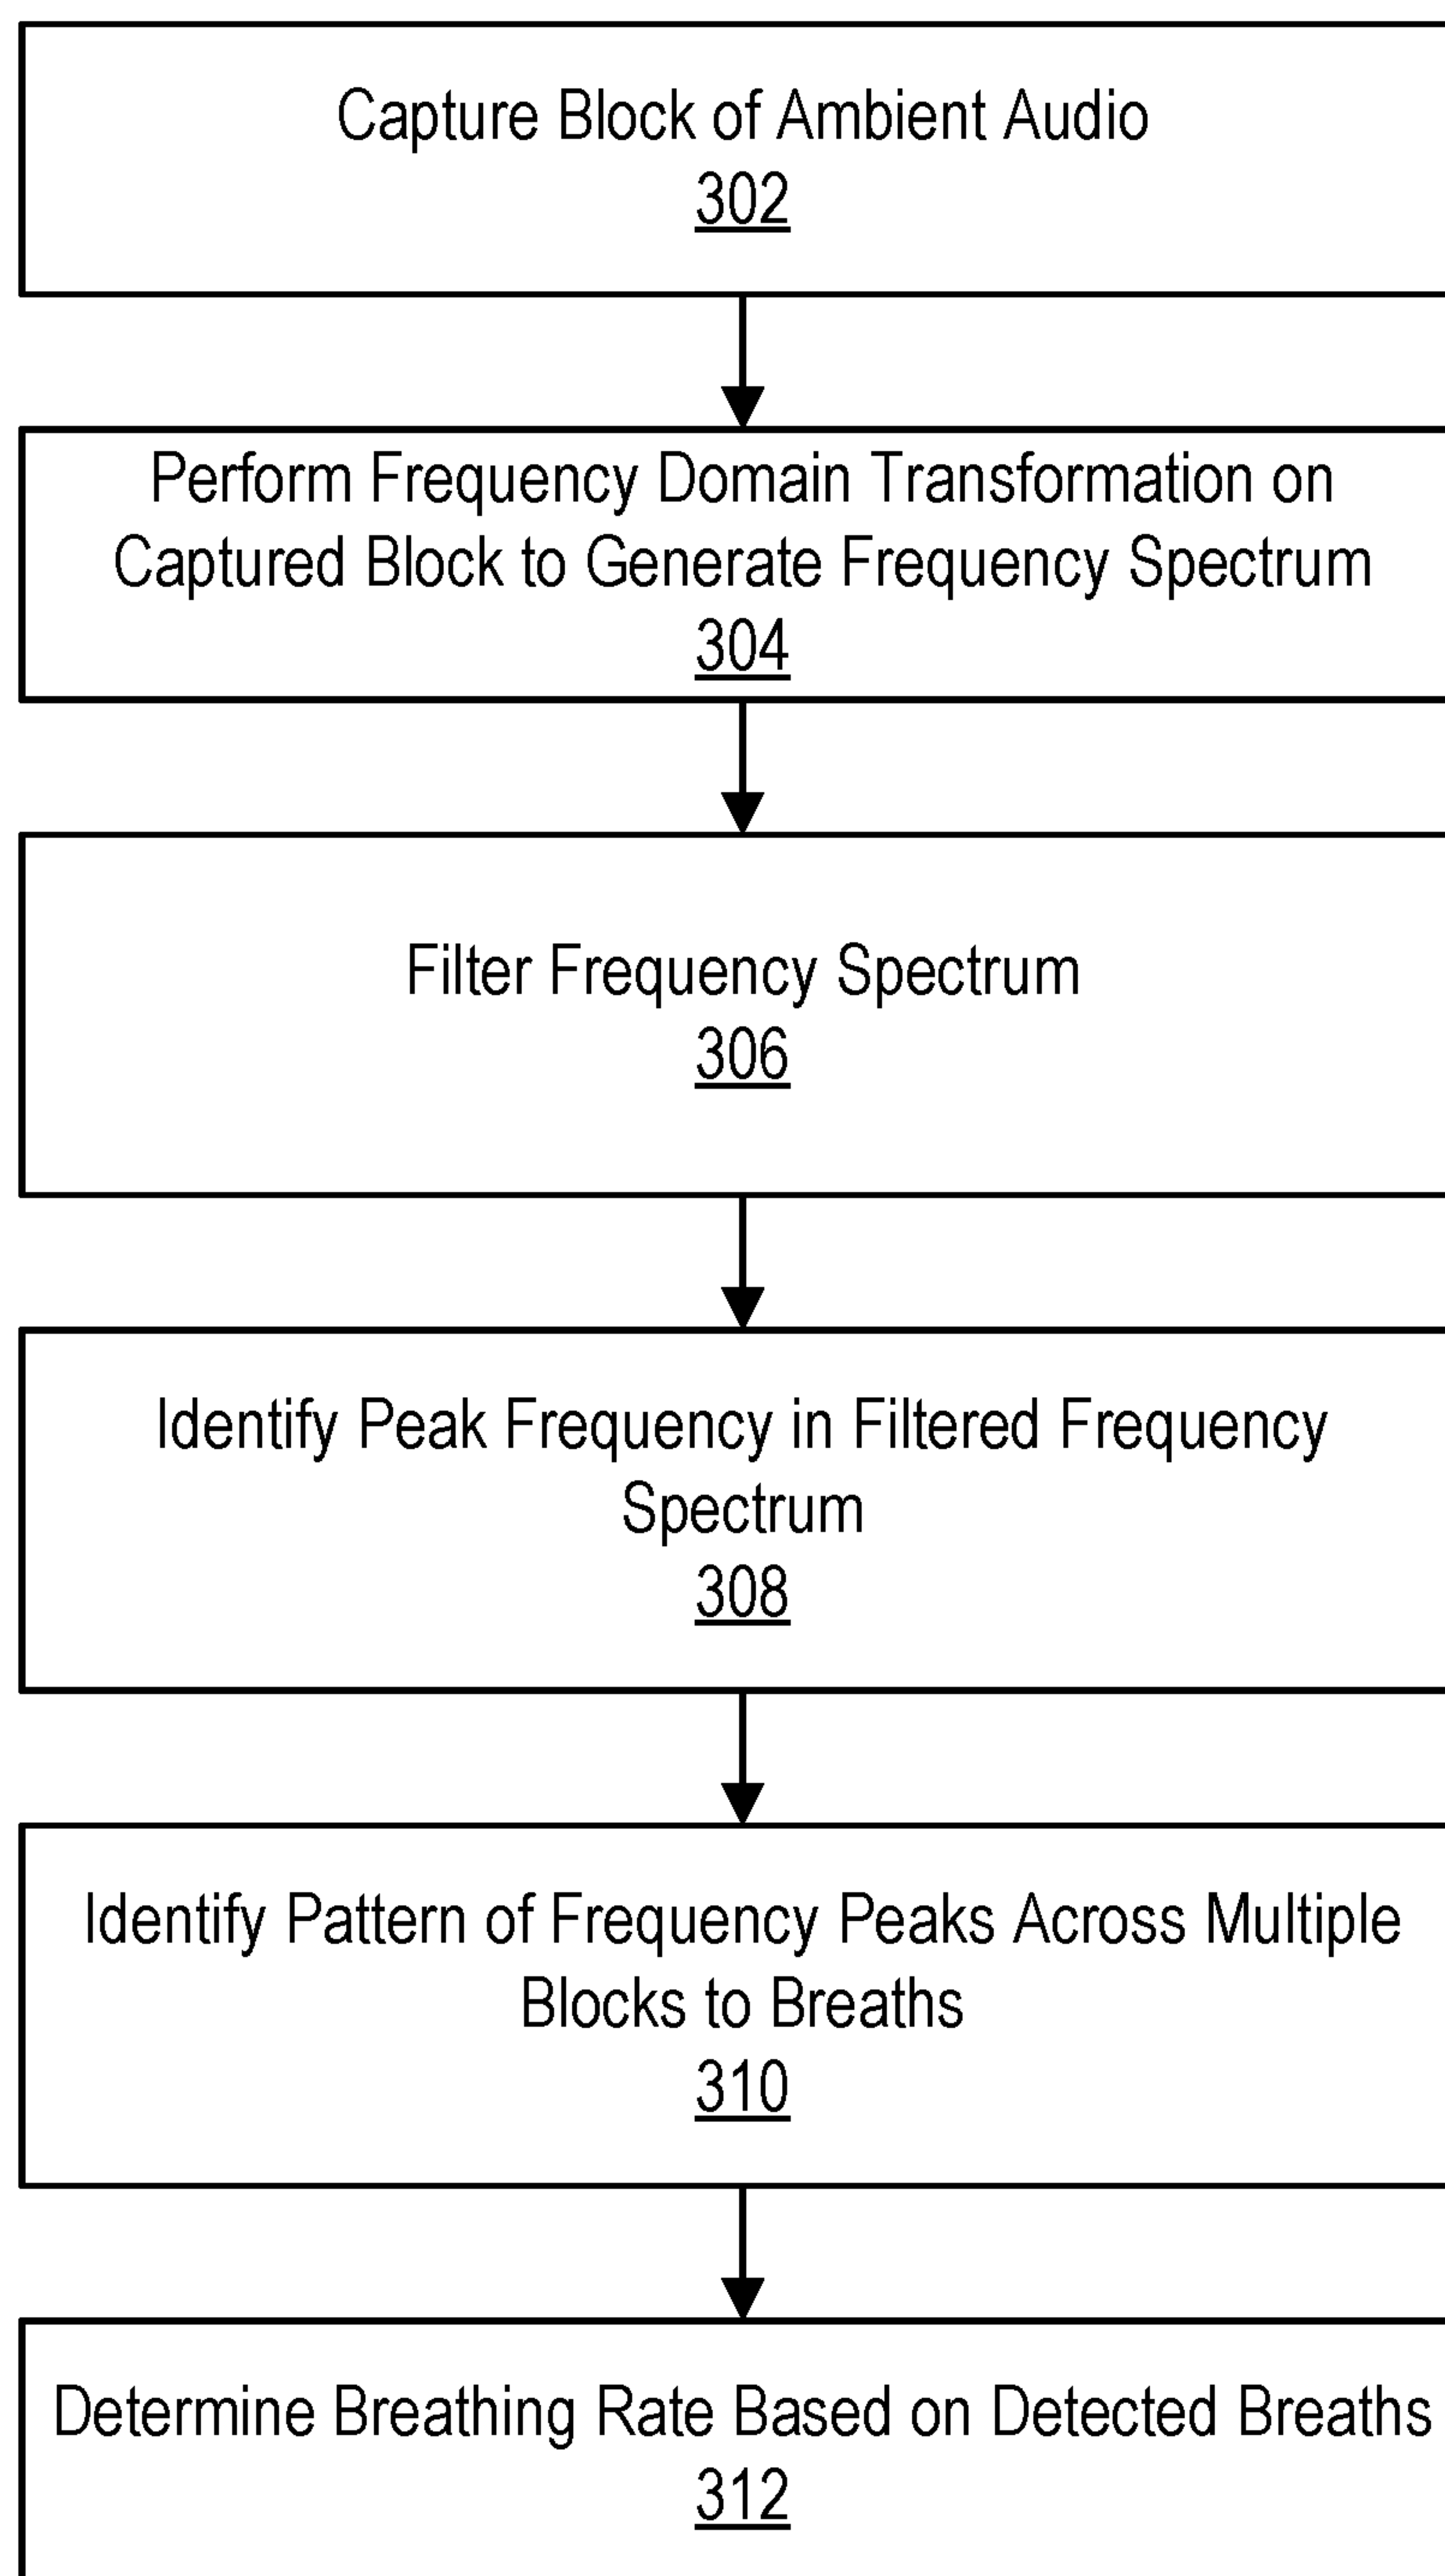 Capture Block of Ambient Audio
302
Perform Frequency Domain Transformation on
Captured Block to Generate Frequency Spectrum
304
Filter Frequency Spectrum
306
Identify Peak Frequency in Filtered Frequency
Spectrum
308
Identify Pattern of Frequency Peaks Across Multiple
Blocks to Breaths
310
Determine Breathing Rate Based on Detected Breaths
312